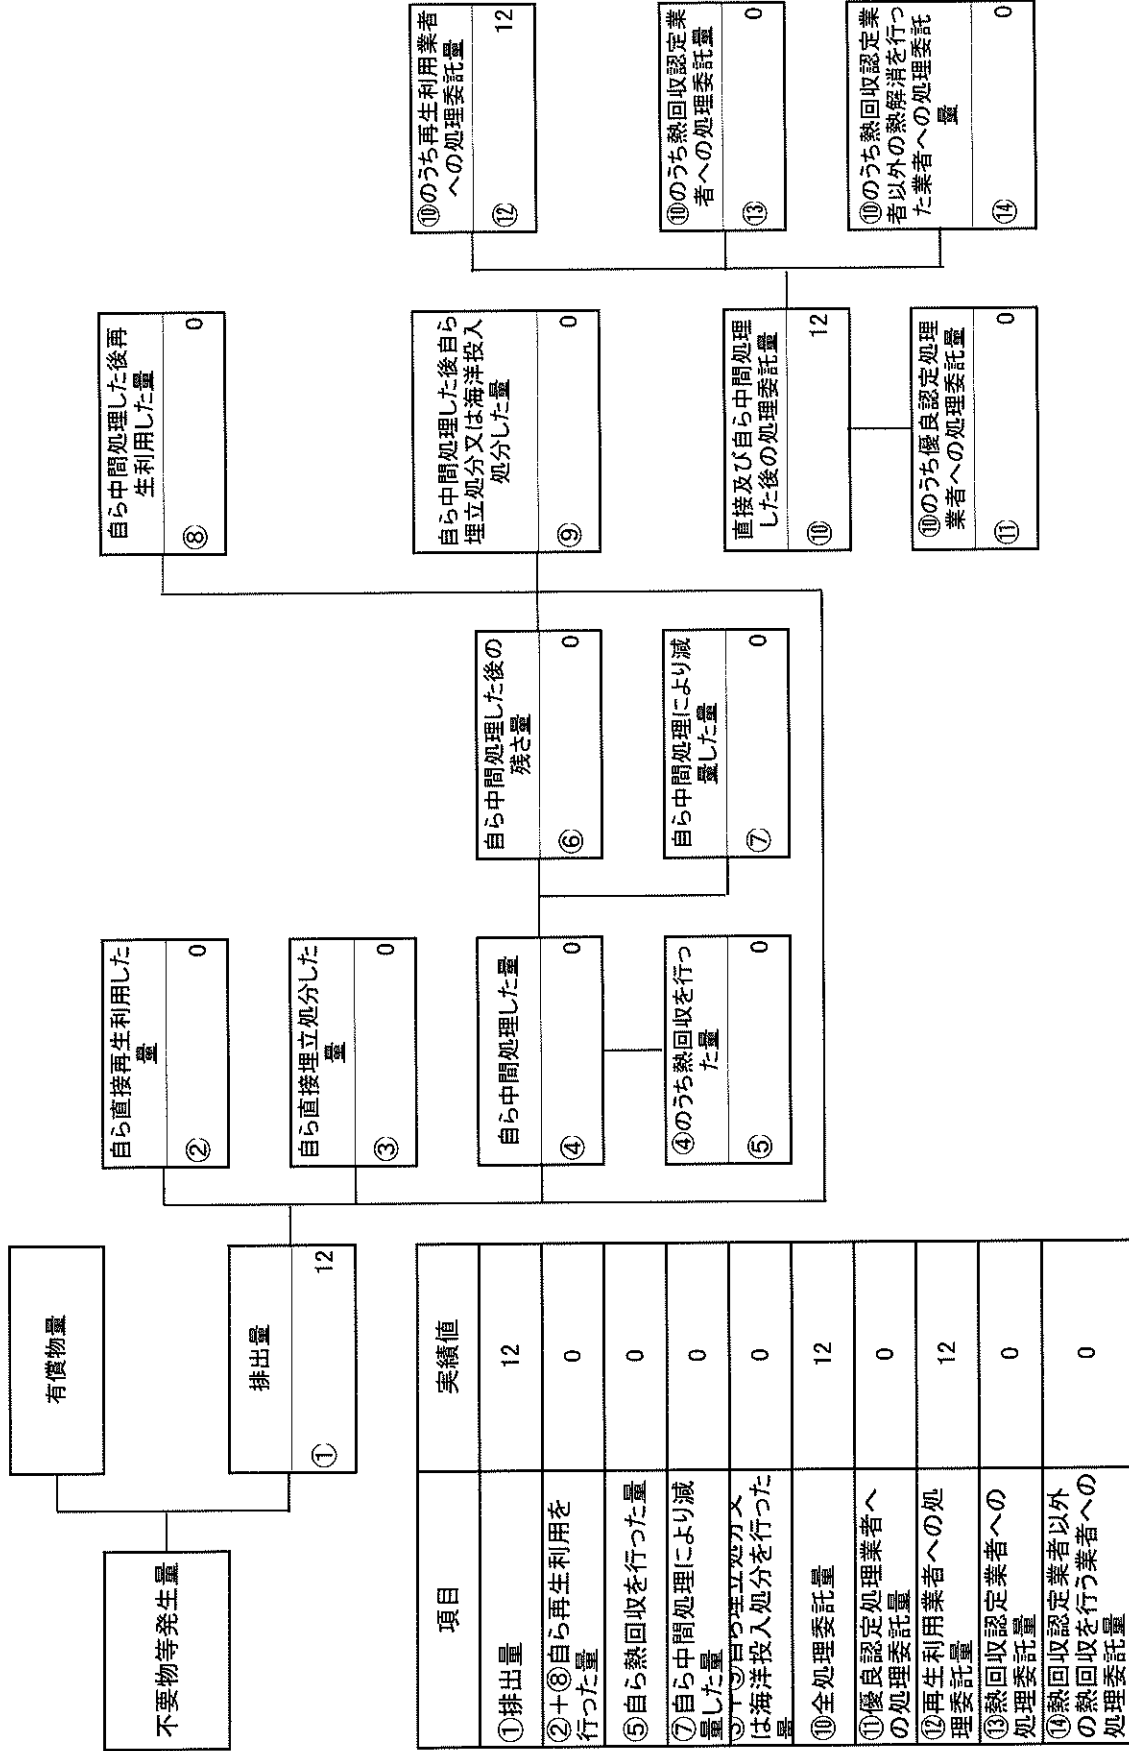 不要物等発生量
有償物量
排出量
①
12
自ら直接再生利用した
量
②
0
自ら直接埋立処分した
量
③
0
自ら中間処理した量
④
0
④のうち熱回収を行っ
た量
⑤
0
自ら中間処理した後の
残さ量
⑥
0
自ら中間処理により減
量した量
⑦
0
自ら中間処理した後再
生利用した量
⑧
0
自ら中間処理した後自ら
埋立処分又は海洋投入
処分した量
⑨
0
直接及び自ら中間処理
した後の処理委託量
⑩
12
⑩のうち優良認定処理
業者への処理委託量
⑪
0
⑩のうち再生利用業者
への処理委託量
⑫
12
⑩のうち熱回収認定業
者への処理委託量
⑬
0
⑩のうち熱回収認定業
者以外の熱解消を行っ
た業者への処理委託
量
⑭
0
項目
実績値
①排出量
12
②＋⑧自ら再生利用を
行った量
0
⑤自ら熱回収を行った量
0
⑦自ら中間処理により減
量した量
0
③＋⑨自ら埋立処分又
は海洋投入処分を行った
量
0
⑩全処理委託量
12
⑪優良認定処理業者へ
の処理委託量
0
⑫再生利用業者への処
理委託量
12
⑬熱回収認定業者への
処理委託量
0
⑭熱回収認定業者以外
の熱回収を行う業者への
処理委託量
0